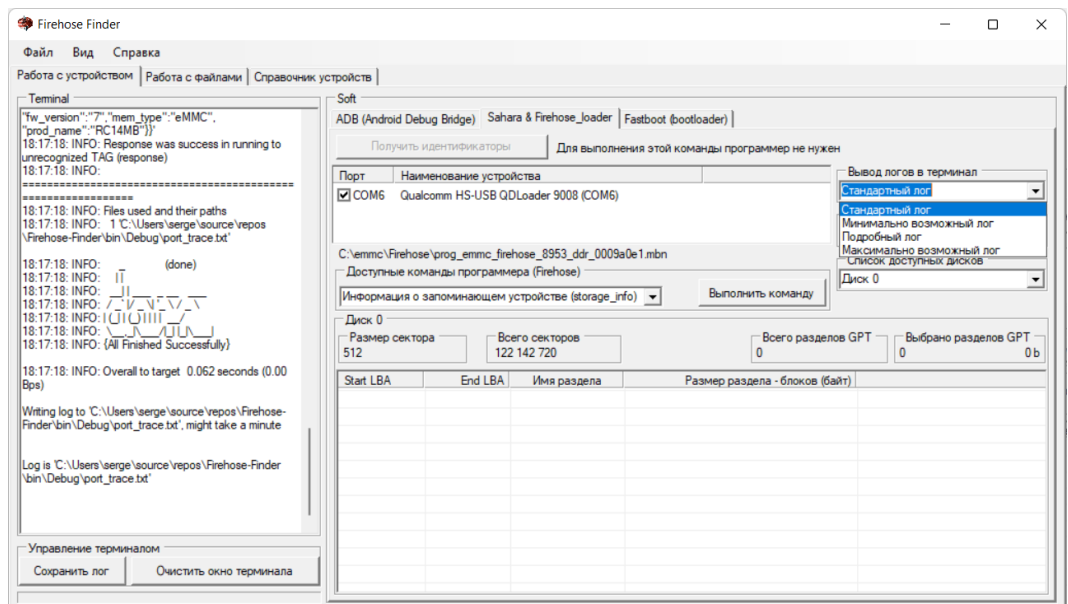 Firehose Finder
Файл Вид Справка
Работа с устройством Работа с файлами Справочник устройств
Terminal
"fw_version":"7","mem_type":"eMMC",
"prod_name":"RC14MB"}}'
18:17:18: INFO: Response was success in running to
unrecognized TAG (response)
18:17:18: INFO:
==========================================
=================
18:17:18: INFO: Files used and their paths
18:17:18: INFO: 1 'C:\Users\serge\source\repos
\Firehose-Finder\bin\Debug\port_trace.txt'
18:17:18: INFO: _ (done)
18:17:18: INFO: | |
18:17:18: INFO: __| | ___ _ __ ___
18:17:18: INFO: / _` |/ _ \| '_ \ / _ \
18:17:18: INFO: | (_| | (_) | | | | __/
18:17:18: INFO: \__,_|\___/|_| |_|\___|
18:17:18: INFO: {All Finished Successfully}
18:17:18: INFO: Overall to target 0.062 seconds (0.00
Bps)
Writing log to 'C:\Users\serge\source\repos\Firehose-
Finder\bin\Debug\port_trace.txt', might take a minute
Log is 'C:\Users\serge\source\repos\Firehose-Finder
\bin\Debug\port_trace.txt'
Управление терминалом
Сохранить лог Очистить окно терминала
Soft
ADB (Android Debug Bridge) Sahara & Firehose_loader Fastboot (bootloader)
Получить идентификаторы Для выполнения этой команды программер не нужен
Порт Наименование устройства
COM6 Qualcomm HS-USB QDLoader 9008 (COM6)
Вывод логов в терминал
Стандартный лог
Стандартный лог
Минимально возможный лог
Подробный лог
Максимально возможный лог
Список доступных дисков
Диск 0
C:\emmc\Firehose\prog_emmc_firehose_8953_ddr_0009a0e1.mbn
Доступные команды программера (Firehose)
Информация о запоминающем устройстве (storage_info) Выполнить команду
Диск 0
Размер сектора Всего секторов Всего разделов GPT Выбрано разделов GPT
512 122 142 720 0 0 0 b
Start LBA End LBA Имя раздела Размер раздела - блоков (байт)